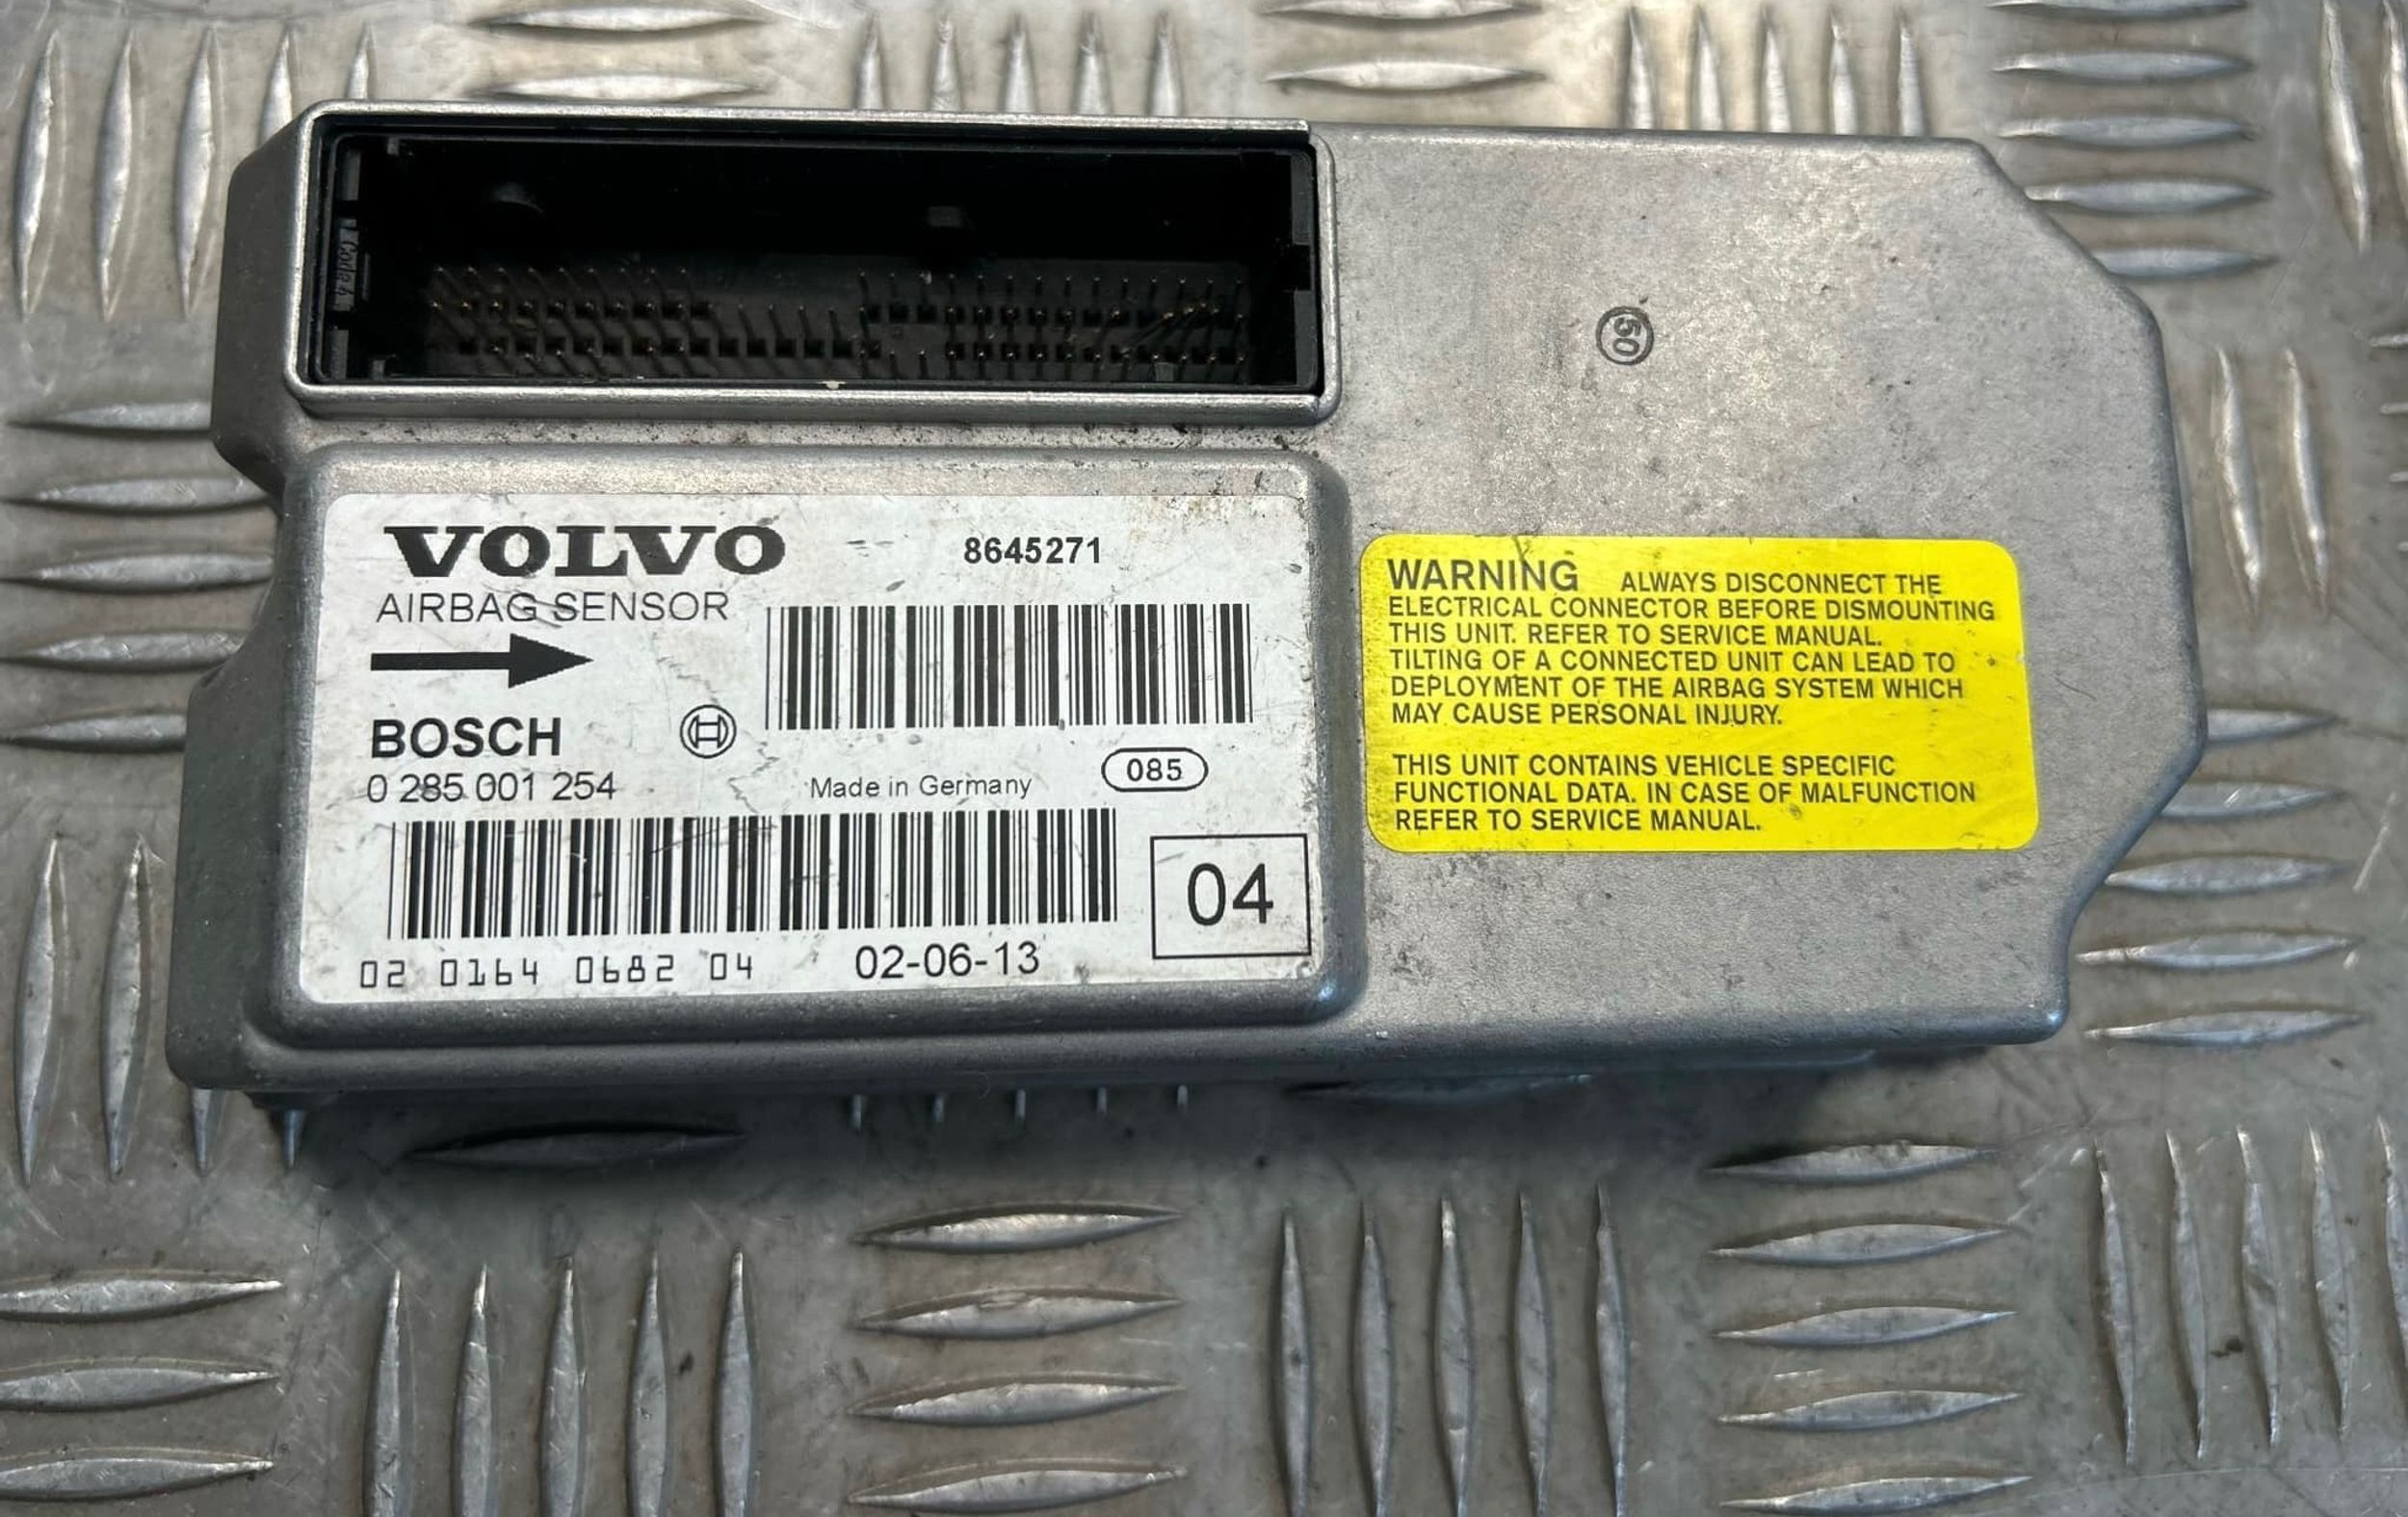 Code A
50
VOLVO
8645271
AIRBAG SENSOR
BOSCH
0 285 001 254
Made in Germany
085
04
02 0164 0682 04
02-06-13
WARNING ALWAYS DISCONNECT THE
ELECTRICAL CONNECTOR BEFORE DISMOUNTING
THIS UNIT. REFER TO SERVICE MANUAL.
TILTING OF A CONNECTED UNIT CAN LEAD TO
DEPLOYMENT OF THE AIRBAG SYSTEM WHICH
MAY CAUSE PERSONAL INJURY.
THIS UNIT CONTAINS VEHICLE SPECIFIC
FUNCTIONAL DATA. IN CASE OF MALFUNCTION
REFER TO SERVICE MANUAL.